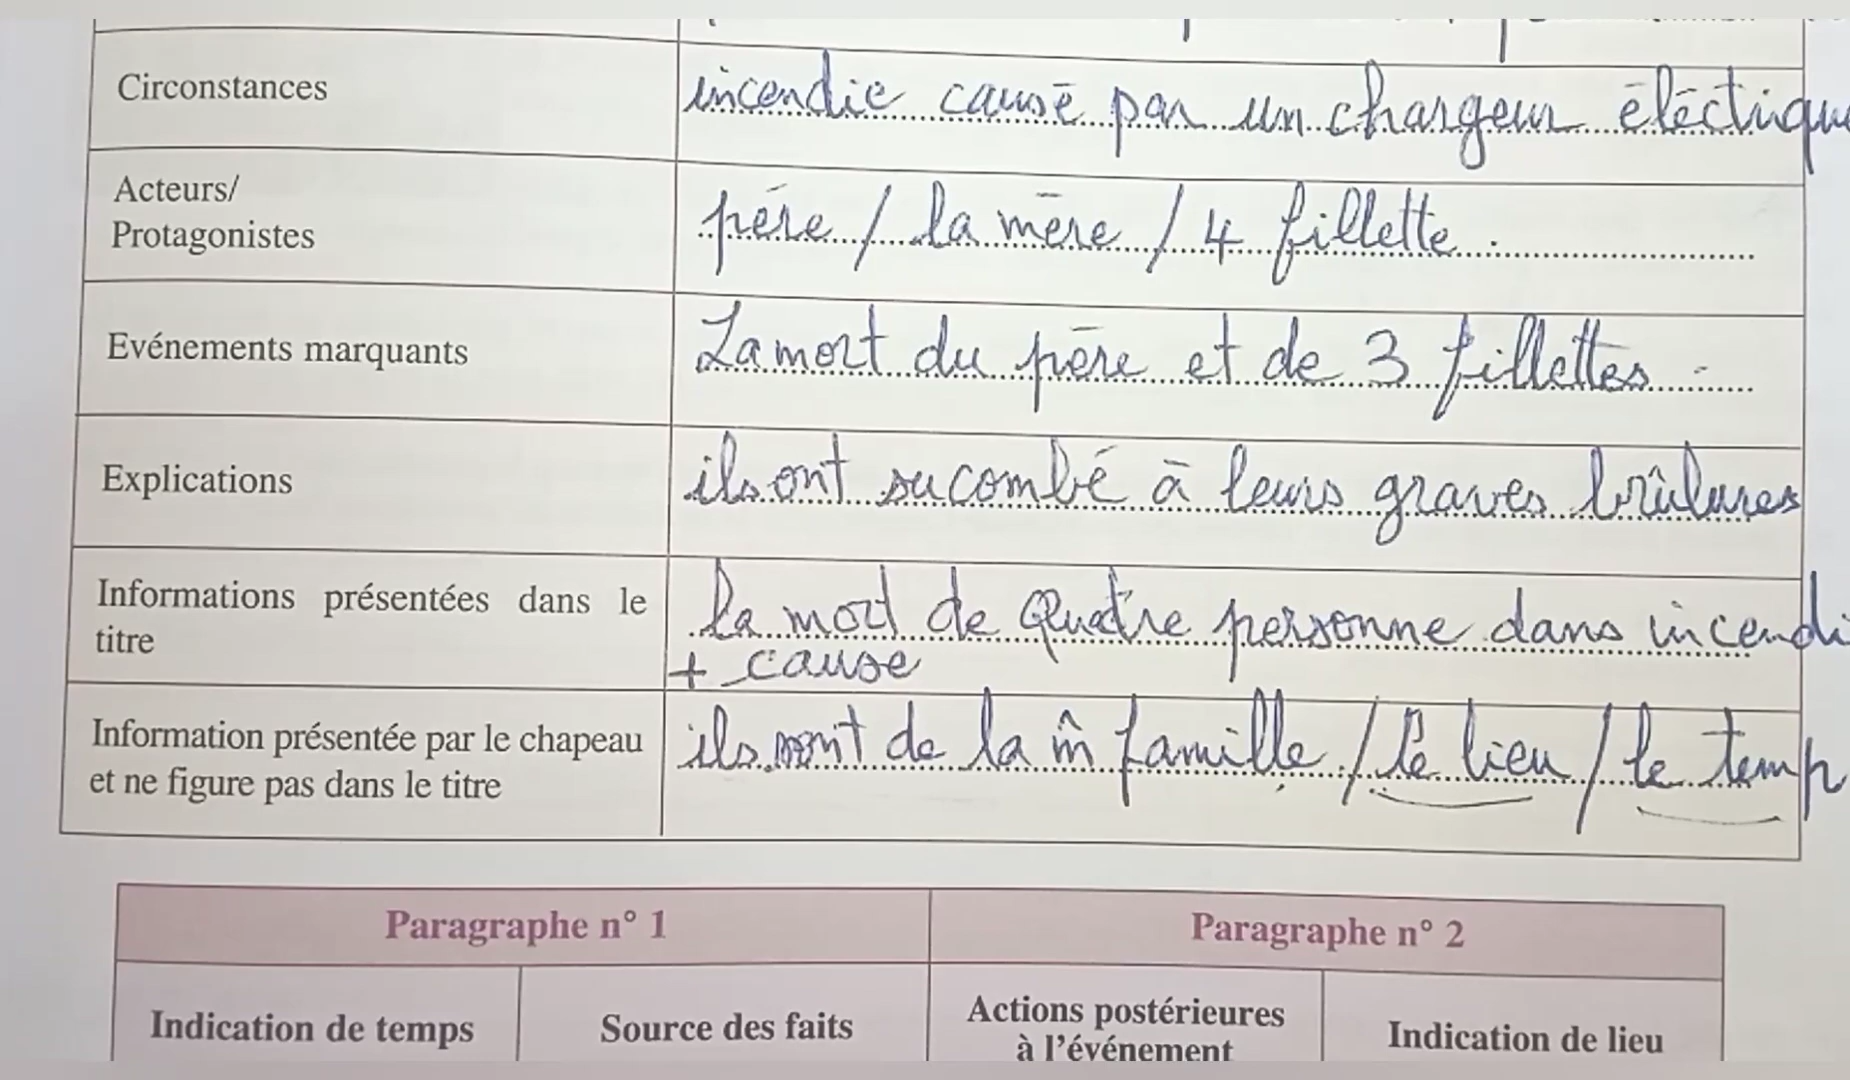 Circonstances
incendie causé par un chargeur éléctique
Acteurs/
Protagonistes
père / la mère / 4 fillette .
Evénements marquants
La mort du père et de 3 fillettes .
Explications
ils ont sucombé à leurs graves brûlures
Informations présentées dans le
titre
la mort de Quatre personne dans incendi
+ cause
Information présentée par le chapeau
et ne figure pas dans le titre
ils sont de la m̂ famille / le lieu / le temp
Paragraphe n° 1
Paragraphe n° 2
Indication de temps
Source des faits
Actions postérieures
à l'événement
Indication de lieu